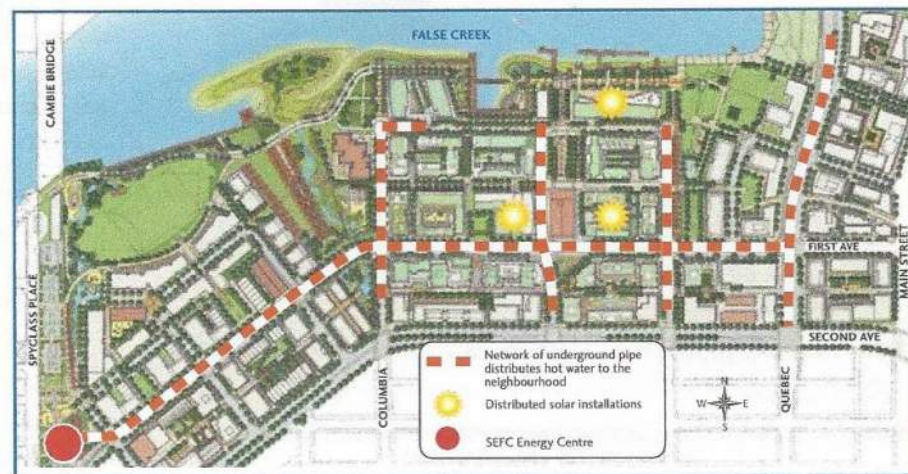 FALSE CREEK
CAMBIE BRIDGE
SPYGLASS PLACE
FIRST AVE
MAIN STREET
SECOND AVE
COLUMBIA
QUEBEC
Network of underground pipe
distributes hot water to the
neighbourhood
Distributed solar installations
SEFC Energy Centre
N
W E
S